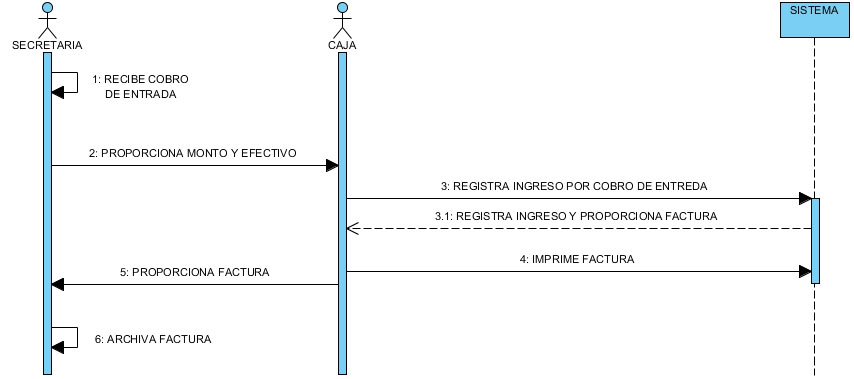 SECRETARIA
CAJA
SISTEMA
1: RECIBE COBRO
DE ENTRADA
2: PROPORCIONA MONTO Y EFECTIVO
3: REGISTRA INGRESO POR COBRO DE ENTREDA
3.1: REGISTRA INGRESO Y PROPORCIONA FACTURA
4: IMPRIME FACTURA
5: PROPORCIONA FACTURA
6: ARCHIVA FACTURA